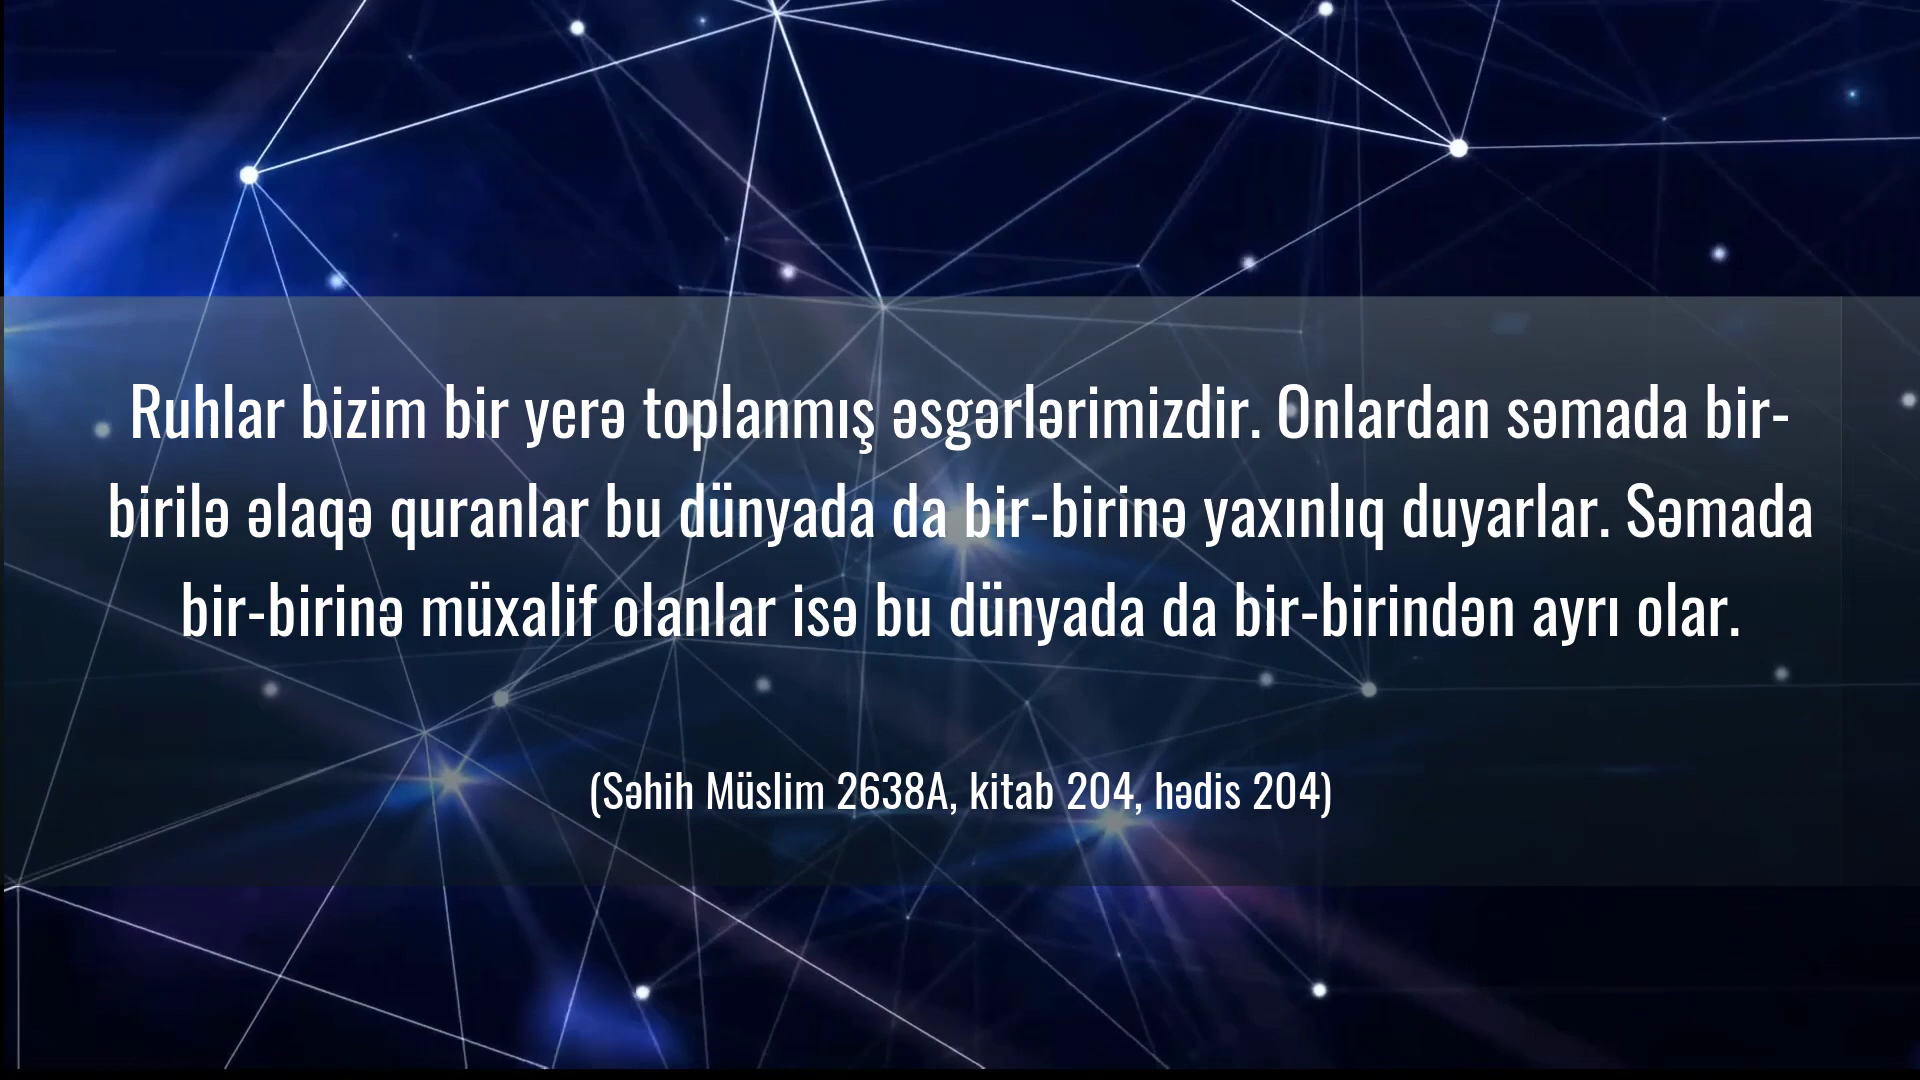 Ruhlar bizim bir yerə toplanmış əsgərlərimizdir. Onlardan səmada bir-
birilə əlaqə quranlar bu dünyada da bir-birinə yaxınlıq duyarlar. Səmada
bir-birinə müxalif olanlar isə bu dünyada da bir-birindən ayrı olar.
(Səhih Müslim 2638A, kitab 204, hədis 204)